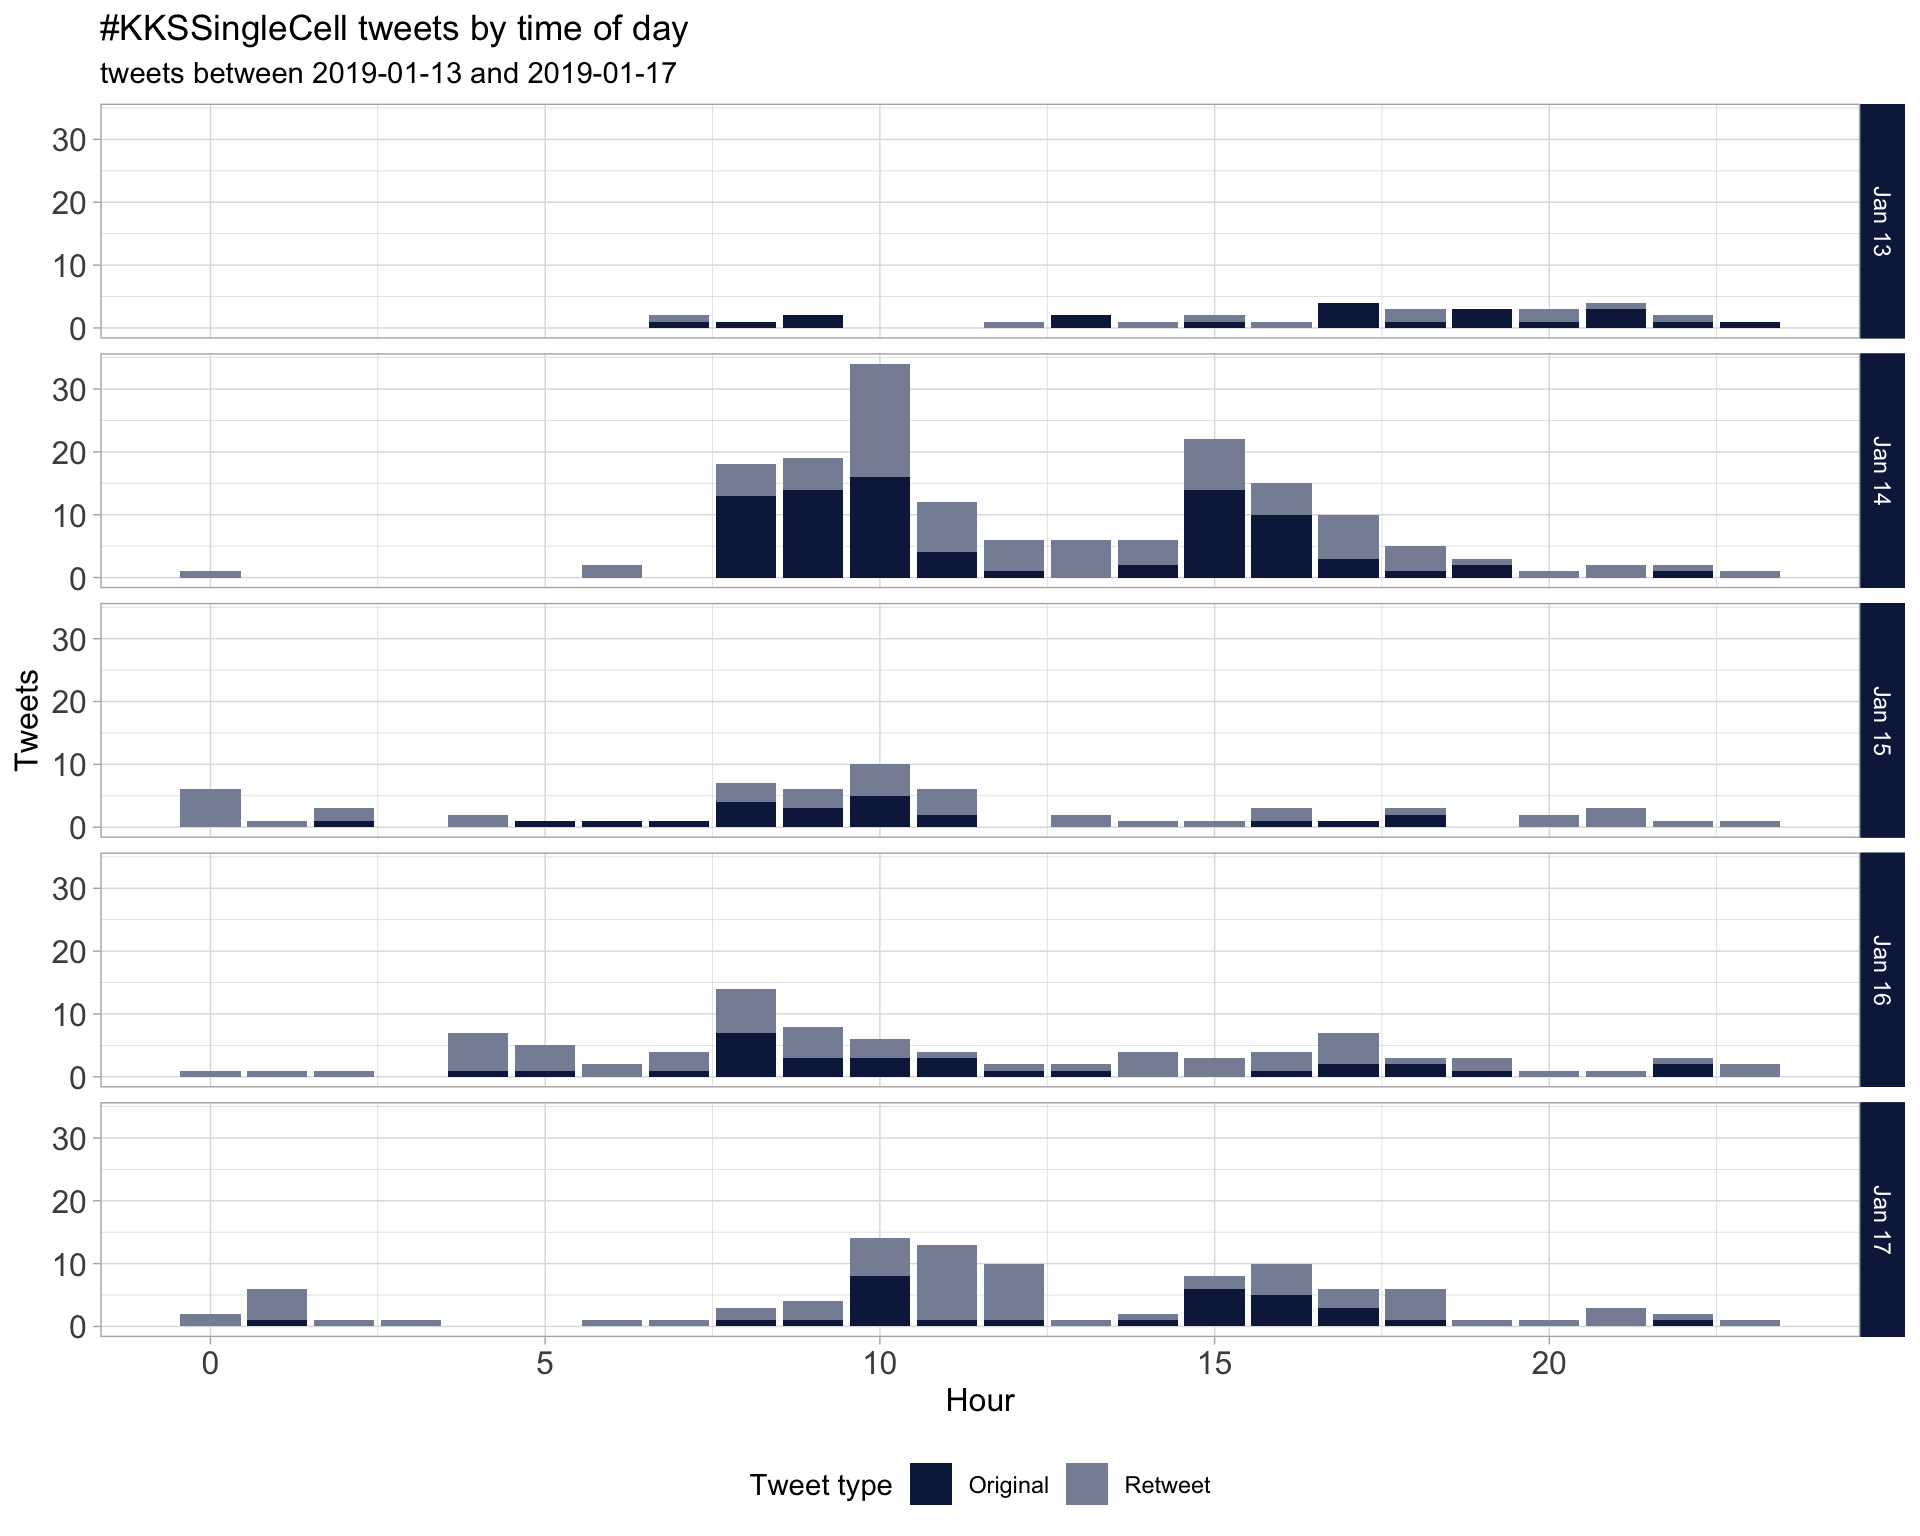 #KKSSingleCell tweets by time of day
tweets between 2019-01-13 and 2019-01-17
30
20
10
0
Jan 13
30
20
10
0
Jan 14
Tweets
30
20
10
0
Jan 15
30
20
10
0
Jan 16
30
20
10
0
Jan 17
0 5 10 15 20
Hour
Tweet type Original Retweet